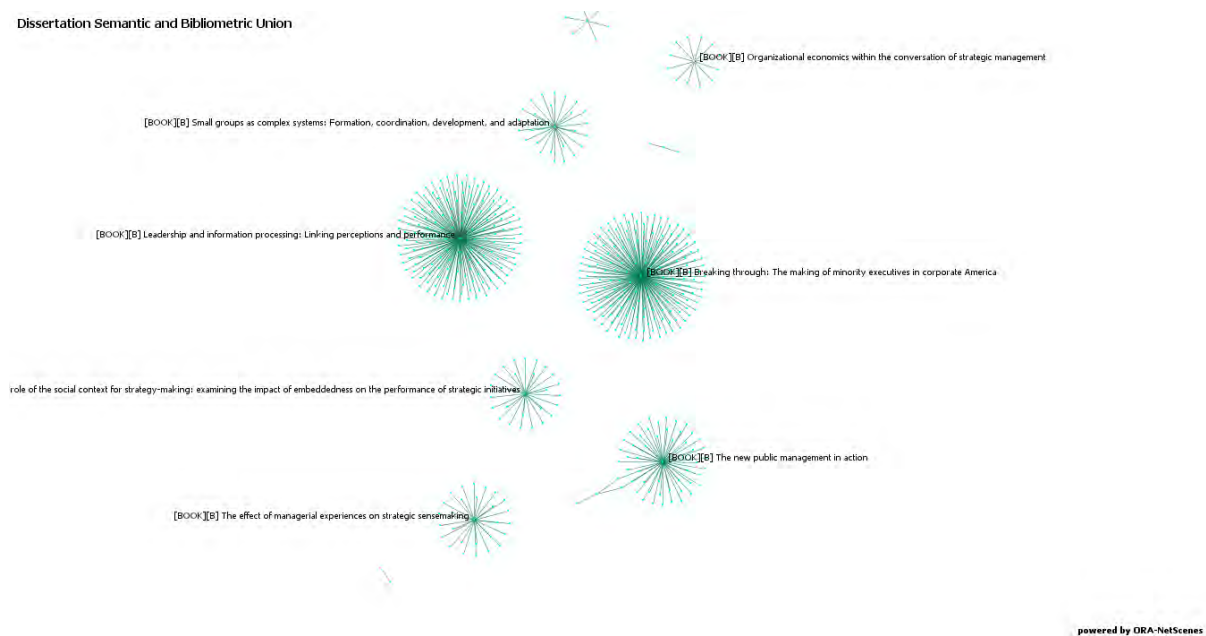 Dissertation Semantic and Bibliometric Union
[BOOK][B] Organizational economics within the conversation of strategic management
[BOOK][B] Small groups as complex systems: Formation, coordination, development, and adaptation
[BOOK][B] Leadership and information processing: Linking perceptions and performance
[BOOK][B] Breaking through: The making of minority executives in corporate America
role of the social context for strategy-making: examining the impact of embeddedness on the performance of strategic initiatives
[BOOK][B] The new public management in action
[BOOK][B] The effect of managerial experiences on strategic sensemaking
powered by ORA-NetScenes